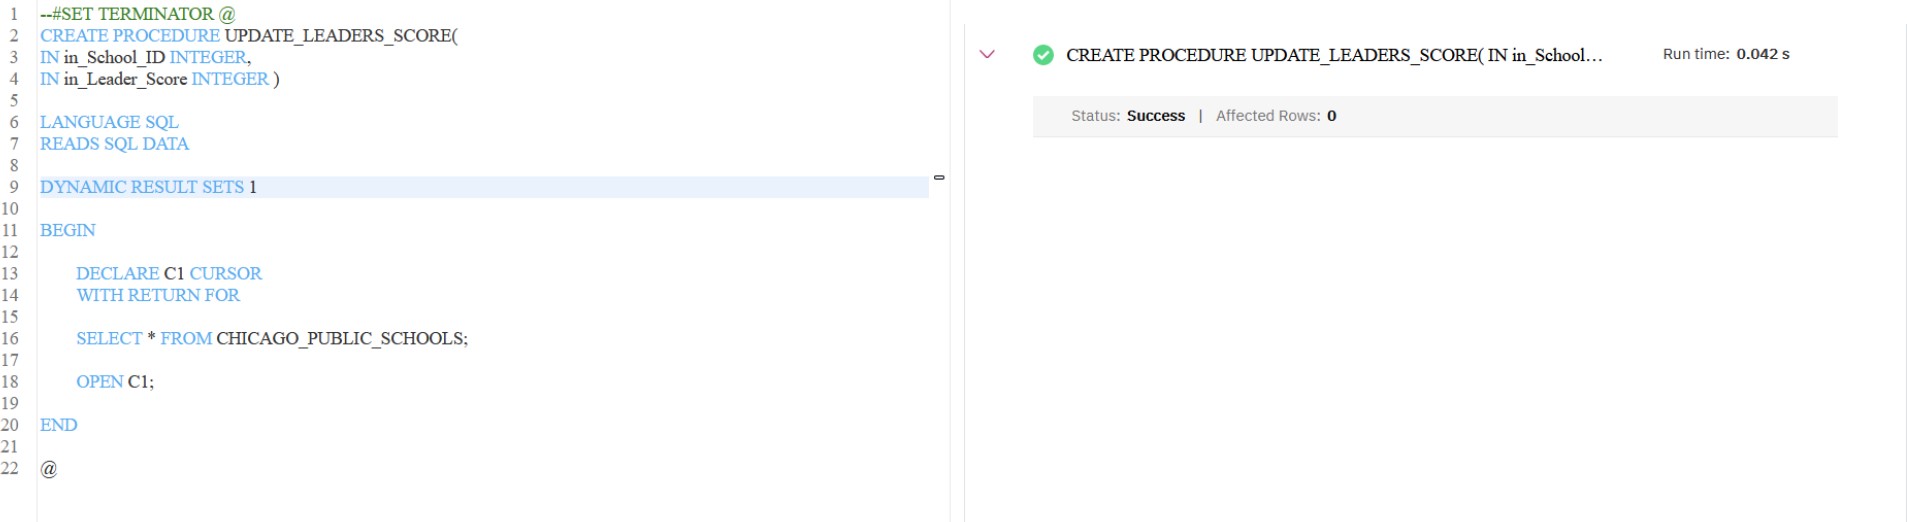 1 --#SET TERMINATOR @
2 CREATE PROCEDURE UPDATE_LEADERS_SCORE(
3 IN in_School_ID INTEGER,
4 IN in_Leader_Score INTEGER )
5
6 LANGUAGE SQL
7 READS SQL DATA
8
9 DYNAMIC RESULT SETS 1
10
11 BEGIN
12
13 DECLARE C1 CURSOR
14 WITH RETURN FOR
15
16 SELECT * FROM CHICAGO_PUBLIC_SCHOOLS;
17
18 OPEN C1;
19
20 END
21
22 @
CREATE PROCEDURE UPDATE_LEADERS_SCORE( IN in_School... Run time: 0.042 s
Status: Success | Affected Rows: 0